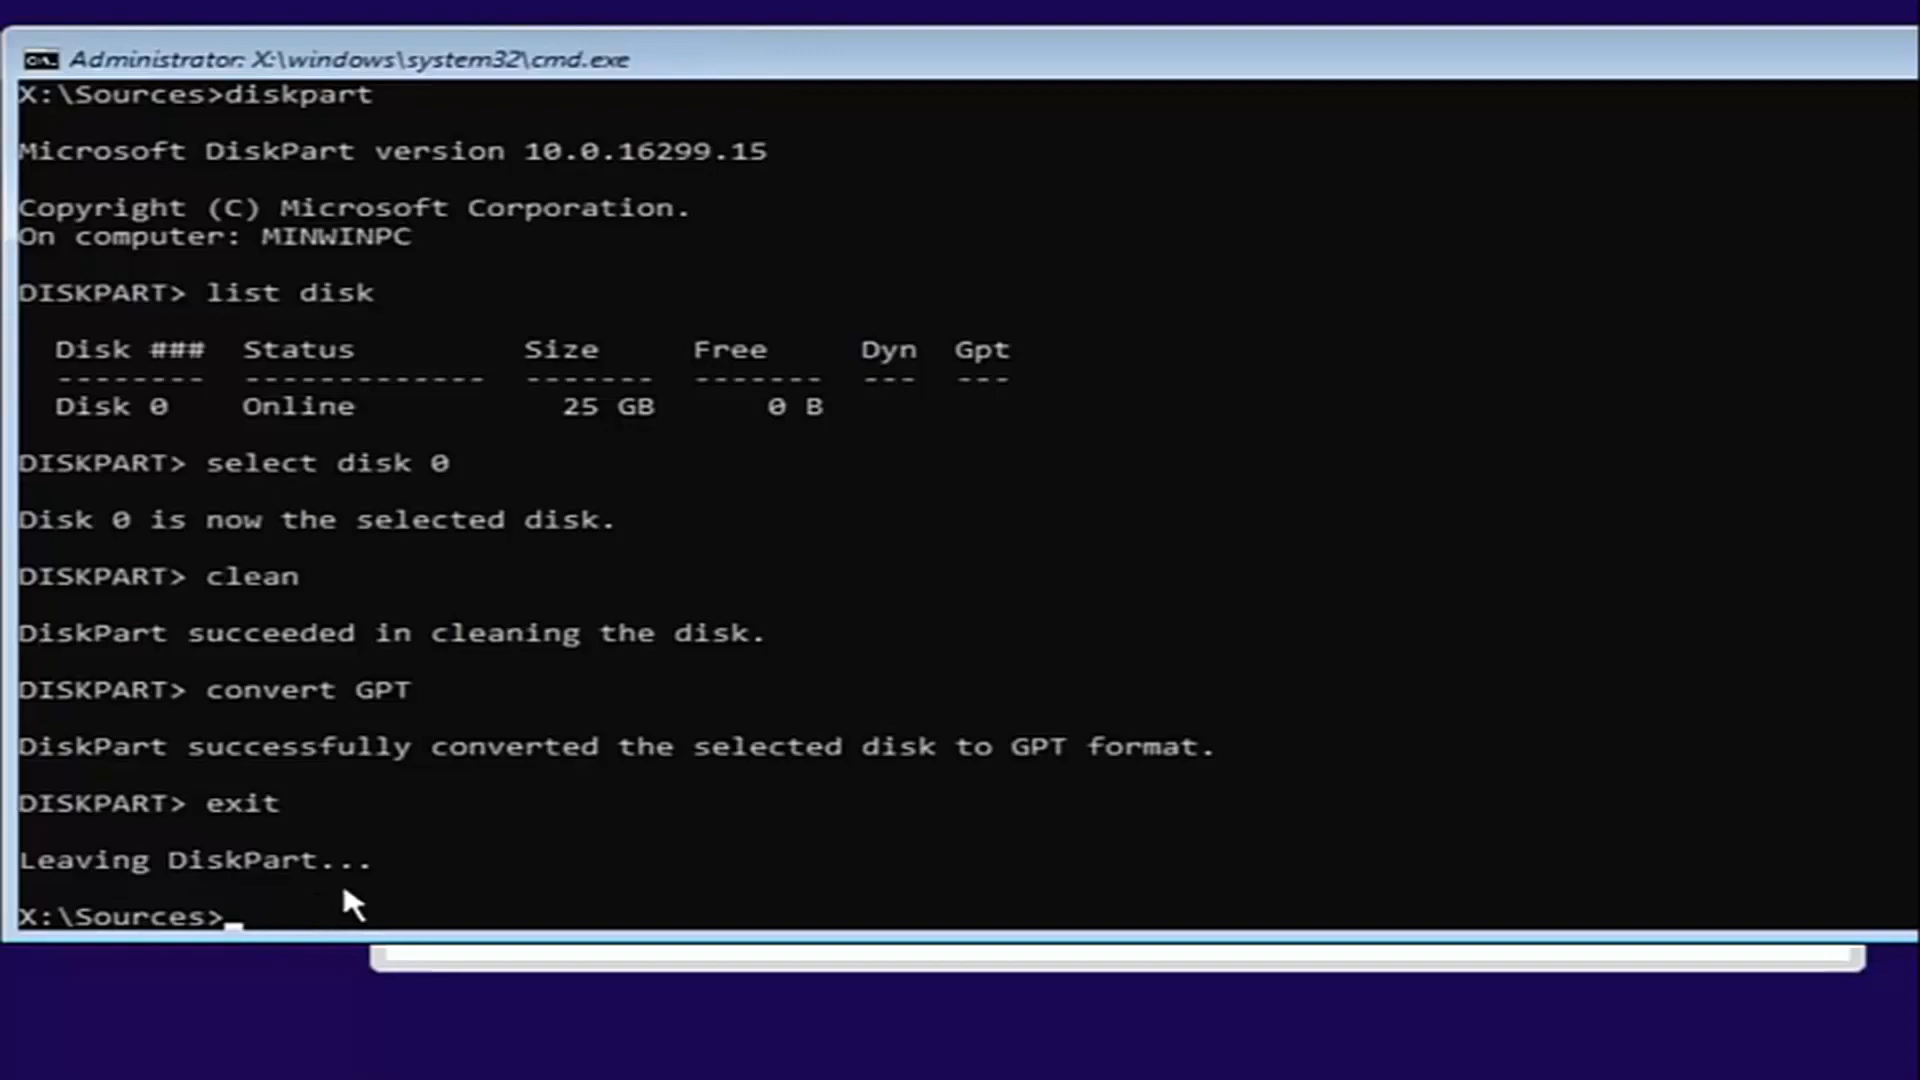 Administrator: X:\windows\system32\cmd.exe
X:\Sources>diskpart
Microsoft DiskPart version 10.0.16299.15
Copyright (C) Microsoft Corporation.
On computer: MINWINPC
DISKPART> list disk
Disk ###  Status         Size     Free     Dyn  Gpt
--------  -------------  -------  -------  ---  ---
Disk 0    Online           25 GB      0 B
DISKPART> select disk 0
Disk 0 is now the selected disk.
DISKPART> clean
DiskPart succeeded in cleaning the disk.
DISKPART> convert GPT
DiskPart successfully converted the selected disk to GPT format.
DISKPART> exit
Leaving DiskPart...
X:\Sources>_